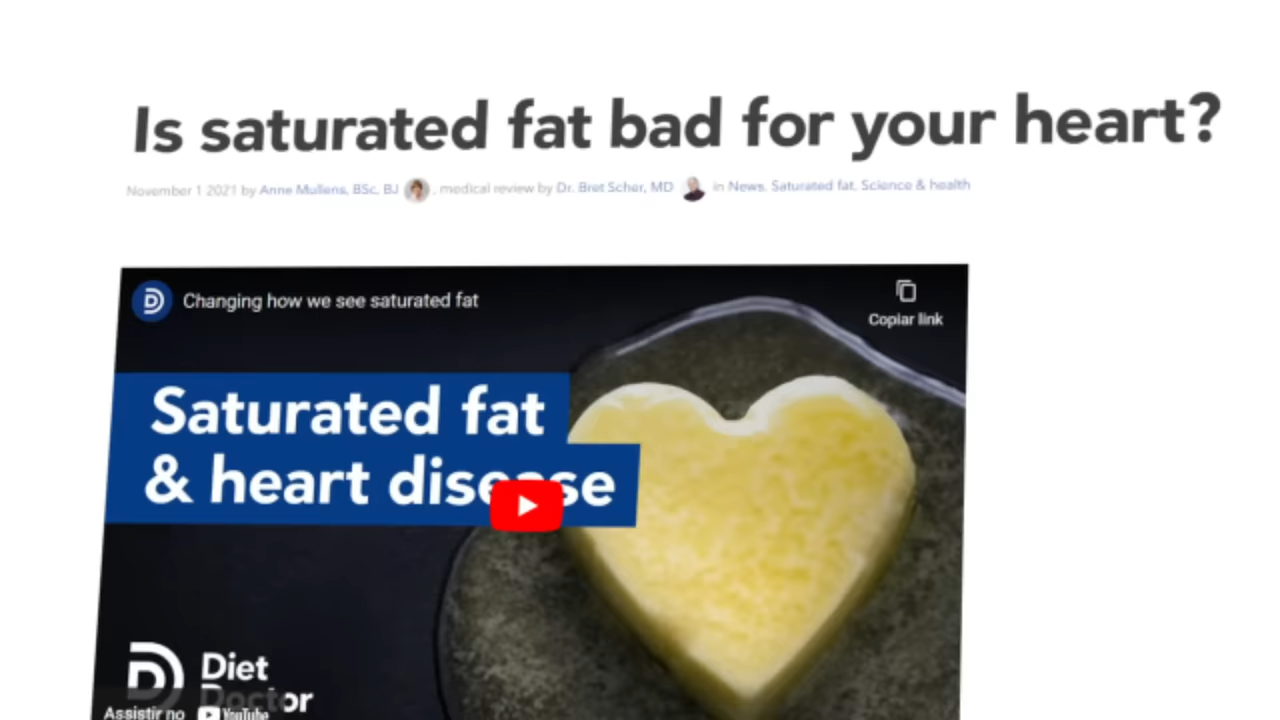 Is saturated fat bad for your heart?
November 1 2021 by Anne Mullens, BSc, BJ , medical review by Dr. Bret Scher, MD in News, Saturated fat, Science & health
Changing how we see saturated fat
Copiar link
Saturated fat
& heart disease
Diet
Doctor
Assistir no YouTube